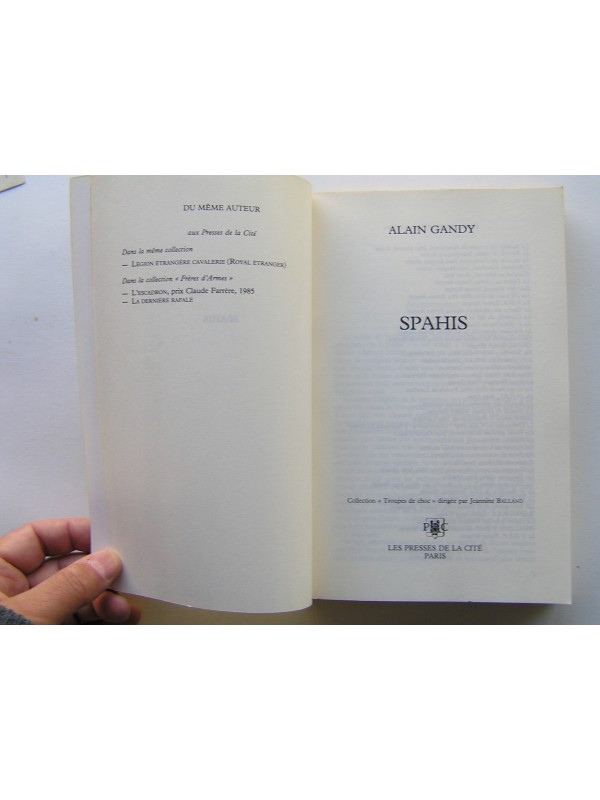 DU MÊME AUTEUR
aux Presses de la Cité
Dans la même collection
— LÉGION ÉTRANGÈRE CAVALERIE (ROYAL ÉTRANGER)
Dans la collection « Frères d'Armes »
— L'ESCADRON, prix Claude Farrère, 1985
— LA DERNIÈRE RAFALE
ALAIN GANDY
SPAHIS
Collection « Troupes de choc » dirigée par Jeannine BALLAND
LES PRESSES DE LA CITÉ
PARIS